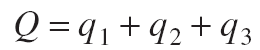 Q = q₁ + q₂ + q₃